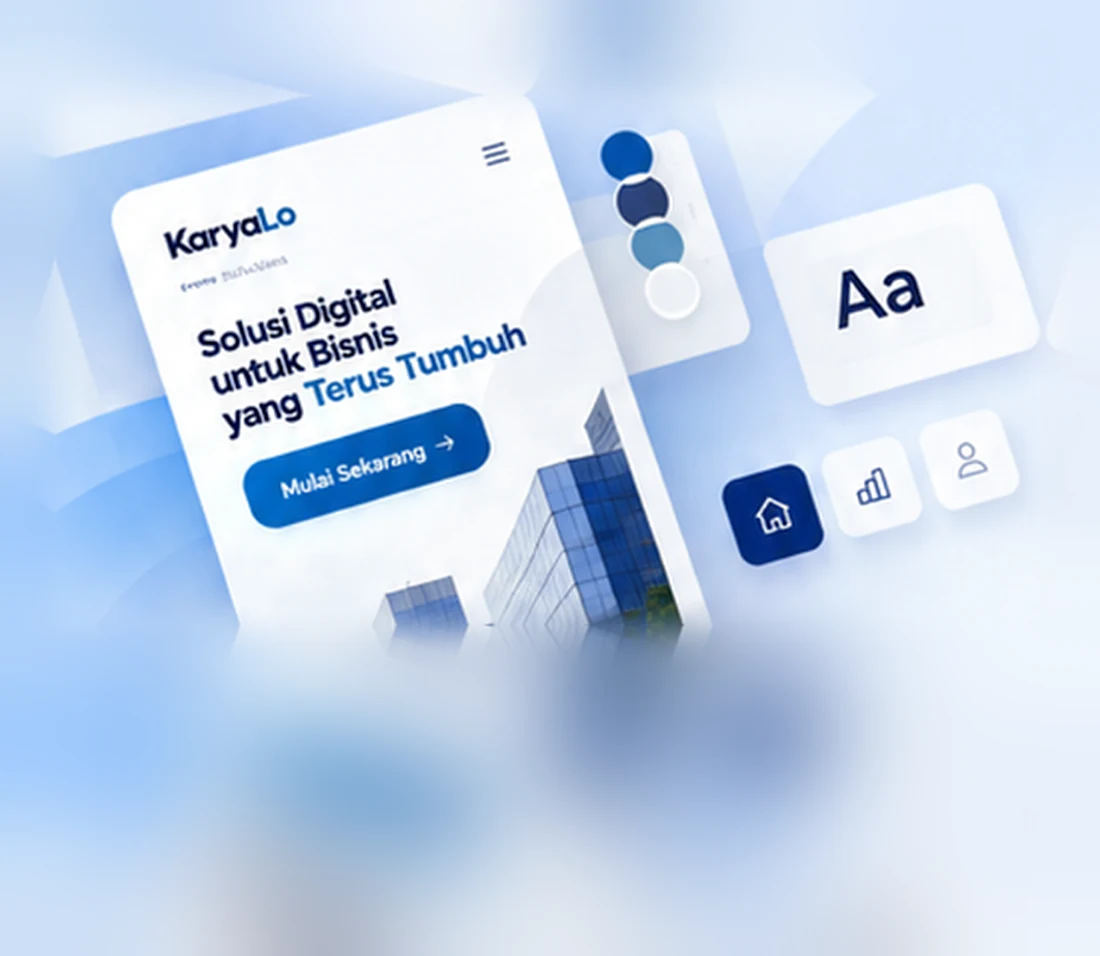 KaryaLo
Solusi Digital
untuk Bisnis
yang Terus Tumbuh
Mulai Sekarang →
Aa